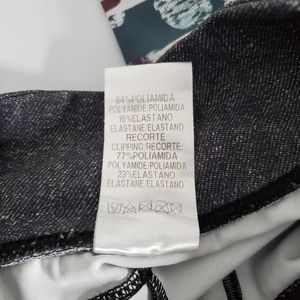 84%POLIAMIDA
POLYAMIDE/POLIAMIDA
16%ELASTANO
ELASTANE/ELASTANO
RECORTE
CLIPPING/RECORTE:
77%POLIAMIDA
POLYAMIDE/POLIAMIDA
23%ELASTANO
ELASTANE/ELASTANO